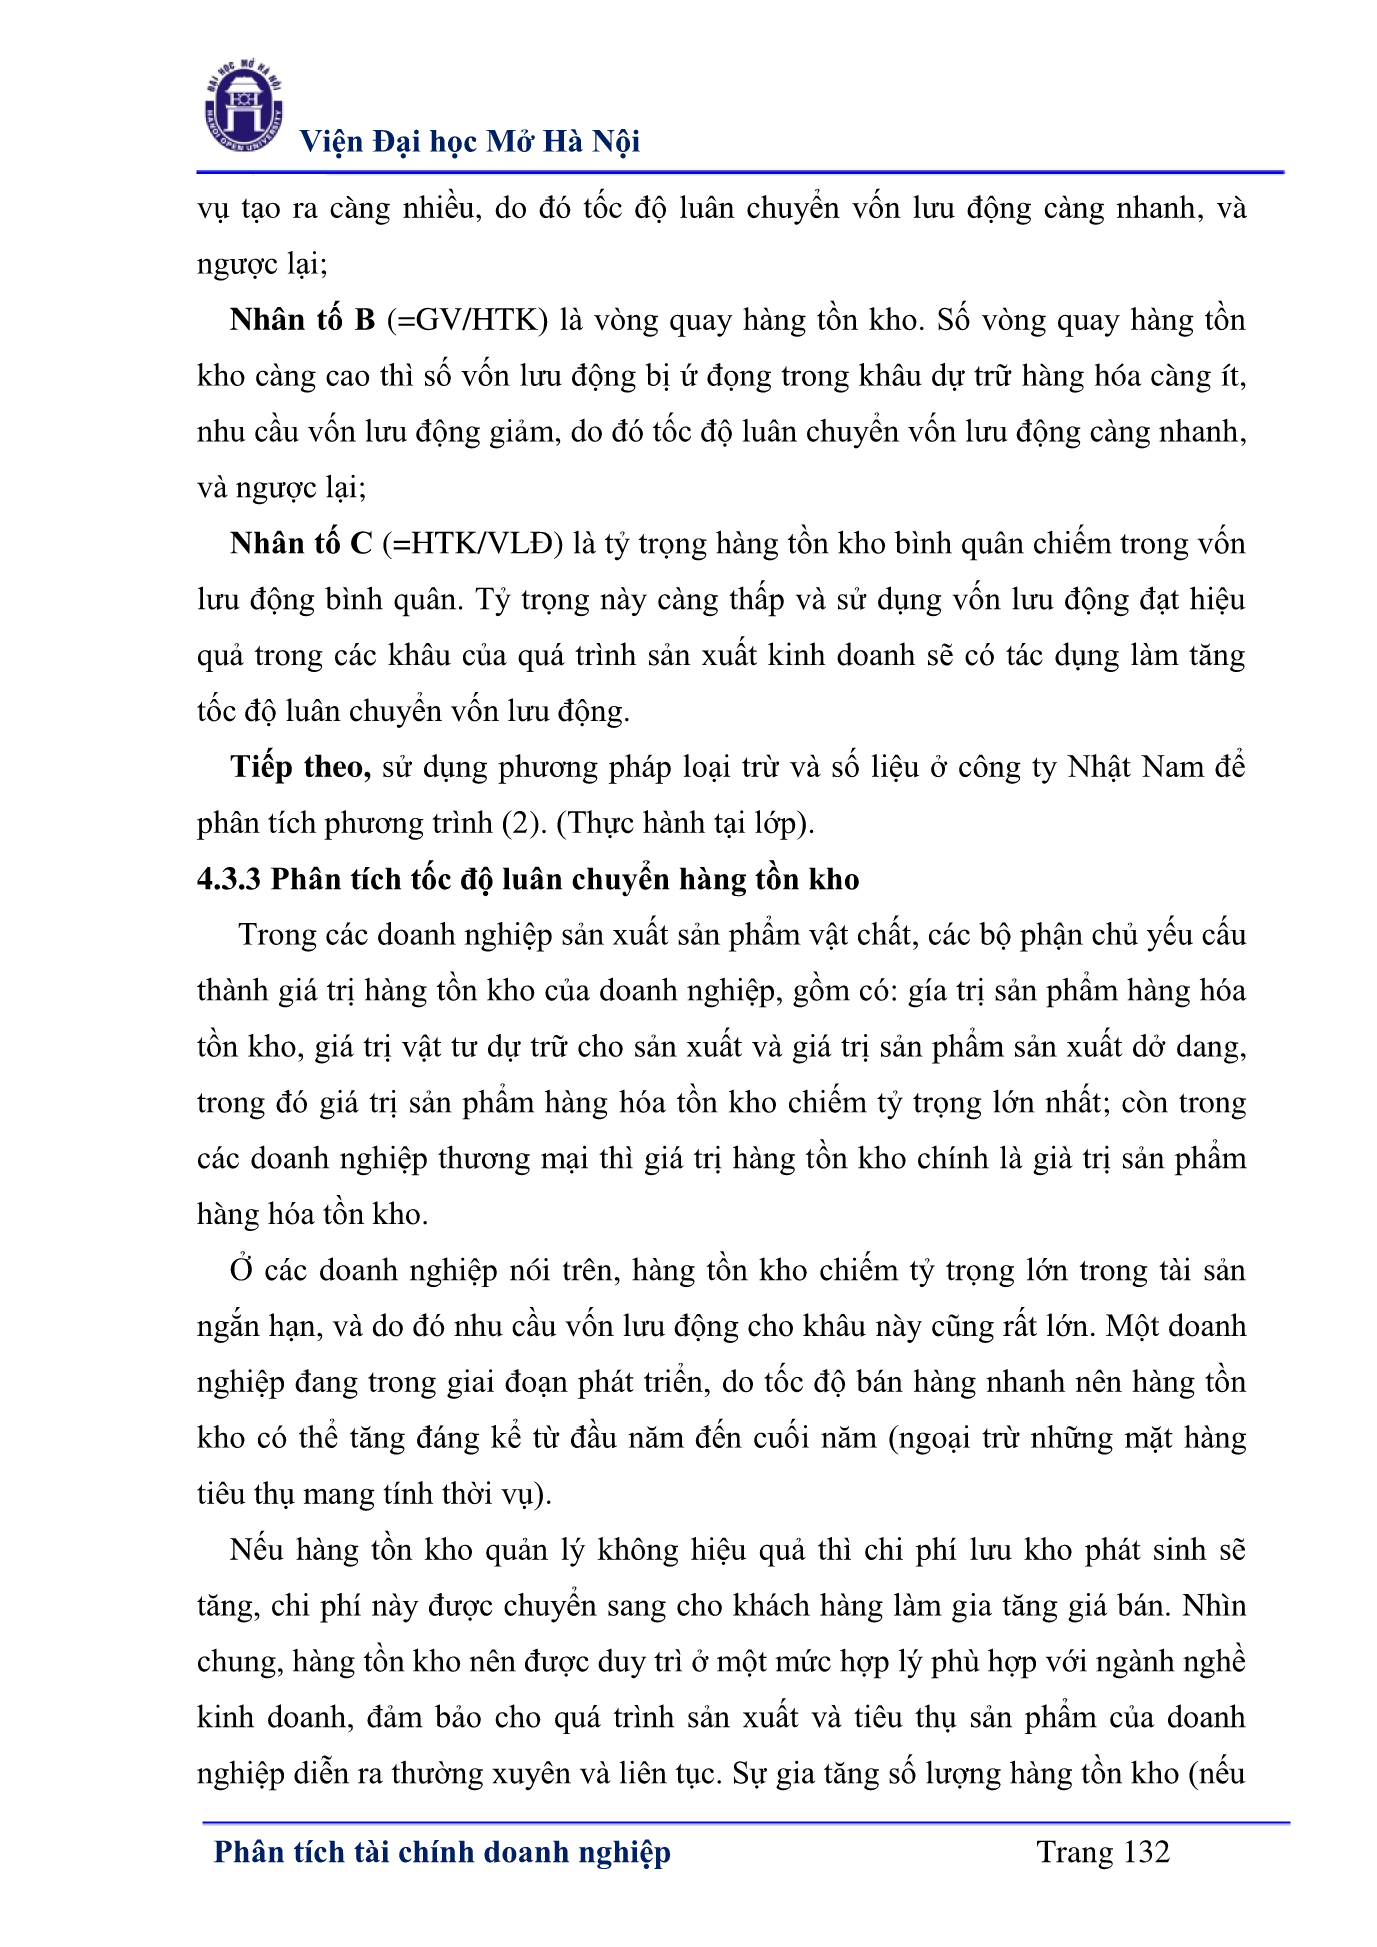 ĐẠI HỌC MỞ HÀ NỘI
HANOI OPEN UNIVERSITY
Viện Đại học Mở Hà Nội
vụ tạo ra càng nhiều, do đó tốc độ luân chuyển vốn lưu động càng nhanh, và
ngược lại;
Nhân tố B (=GV/HTK) là vòng quay hàng tồn kho. Số vòng quay hàng tồn
kho càng cao thì số vốn lưu động bị ứ đọng trong khâu dự trữ hàng hóa càng ít,
nhu cầu vốn lưu động giảm, do đó tốc độ luân chuyển vốn lưu động càng nhanh,
và ngược lại;
Nhân tố C (=HTK/VLĐ) là tỷ trọng hàng tồn kho bình quân chiếm trong vốn
lưu động bình quân. Tỷ trọng này càng thấp và sử dụng vốn lưu động đạt hiệu
quả trong các khâu của quá trình sản xuất kinh doanh sẽ có tác dụng làm tăng
tốc độ luân chuyển vốn lưu động.
Tiếp theo, sử dụng phương pháp loại trừ và số liệu ở công ty Nhật Nam để
phân tích phương trình (2). (Thực hành tại lớp).
4.3.3 Phân tích tốc độ luân chuyển hàng tồn kho
Trong các doanh nghiệp sản xuất sản phẩm vật chất, các bộ phận chủ yếu cấu
thành giá trị hàng tồn kho của doanh nghiệp, gồm có: gía trị sản phẩm hàng hóa
tồn kho, giá trị vật tư dự trữ cho sản xuất và giá trị sản phẩm sản xuất dở dang,
trong đó giá trị sản phẩm hàng hóa tồn kho chiếm tỷ trọng lớn nhất; còn trong
các doanh nghiệp thương mại thì giá trị hàng tồn kho chính là già trị sản phẩm
hàng hóa tồn kho.
Ở các doanh nghiệp nói trên, hàng tồn kho chiếm tỷ trọng lớn trong tài sản
ngắn hạn, và do đó nhu cầu vốn lưu động cho khâu này cũng rất lớn. Một doanh
nghiệp đang trong giai đoạn phát triển, do tốc độ bán hàng nhanh nên hàng tồn
kho có thể tăng đáng kể từ đầu năm đến cuối năm (ngoại trừ những mặt hàng
tiêu thụ mang tính thời vụ).
Nếu hàng tồn kho quản lý không hiệu quả thì chi phí lưu kho phát sinh sẽ
tăng, chi phí này được chuyển sang cho khách hàng làm gia tăng giá bán. Nhìn
chung, hàng tồn kho nên được duy trì ở một mức hợp lý phù hợp với ngành nghề
kinh doanh, đảm bảo cho quá trình sản xuất và tiêu thụ sản phẩm của doanh
nghiệp diễn ra thường xuyên và liên tục. Sự gia tăng số lượng hàng tồn kho (nếu
Phân tích tài chính doanh nghiệp Trang 132